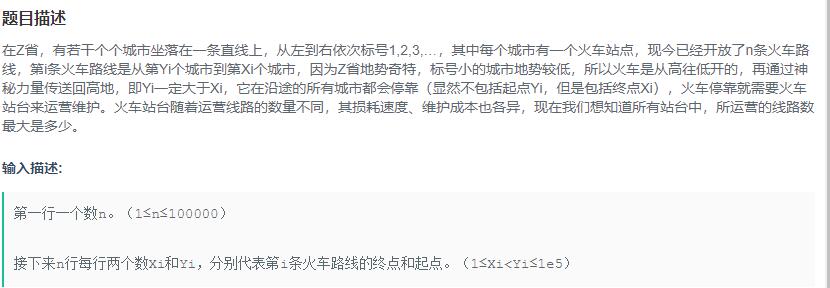 题目描述
在Z省，有若干个个城市坐落在一条直线上，从左到右依次标号1,2,3,…，其中每个城市有一个火车站点，现今已经开放了n条火车路
线，第i条火车路线是从第Yi个城市到第Xi个城市，因为Z省地势奇特，标号小的城市地势较低，所以火车是从高往低开的，再通过神
秘力量传送回高地，即Yi一定大于Xi，它在沿途的所有城市都会停靠（显然不包括起点Yi，但是包括终点Xi），火车停靠就需要火车
站台来运营维护。火车站台随着运营线路的数量不同，其损耗速度、维护成本也各异，现在我们想知道所有站台中，所运营的线路数
最大是多少。
输入描述:
第一行一个数n。（1≤n≤100000）
接下来n行每行两个数Xi和Yi，分别代表第i条火车路线的终点和起点。（1≤Xi<Yi≤1e5）